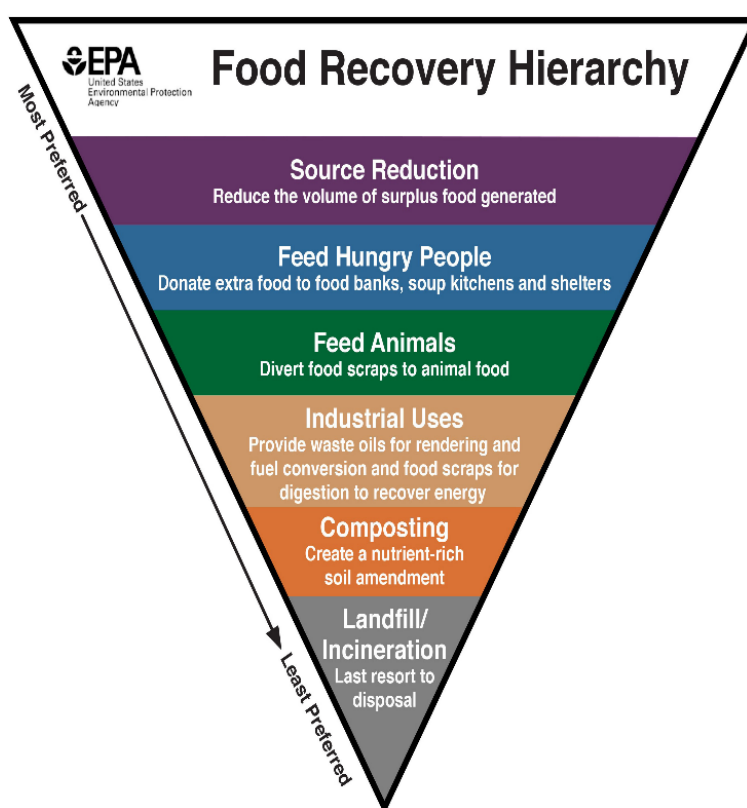 EPA
United States
Environmental Protection
Agency
Food Recovery Hierarchy
Most Preferred
Source Reduction
Reduce the volume of surplus food generated
Feed Hungry People
Donate extra food to food banks, soup kitchens and shelters
Feed Animals
Divert food scraps to animal food
Industrial Uses
Provide waste oils for rendering and
fuel conversion and food scraps for
digestion to recover energy
Composting
Create a nutrient-rich
soil amendment
Landfill/
Incineration
Last resort to
disposal
Least Preferred